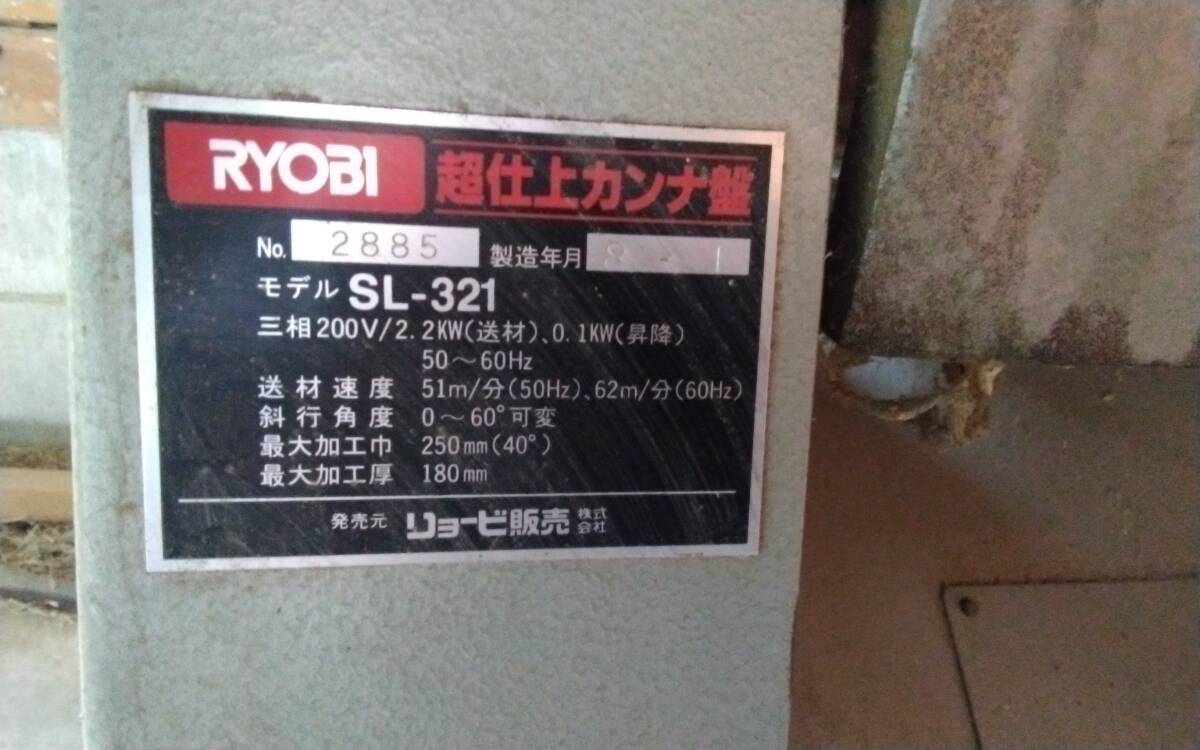 RYOBI 超仕上カンナ盤
No. 2885 製造年月
モデル SL-321
三相200V/2.2KW(送材)、0.1KW(昇降)
50〜60Hz
送材速度 51m/分(50Hz)、62m/分(60Hz)
斜行角度 0〜60°可変
最大加工巾 250mm(40°)
最大加工厚 180mm
発売元 リョービ販売株式会社